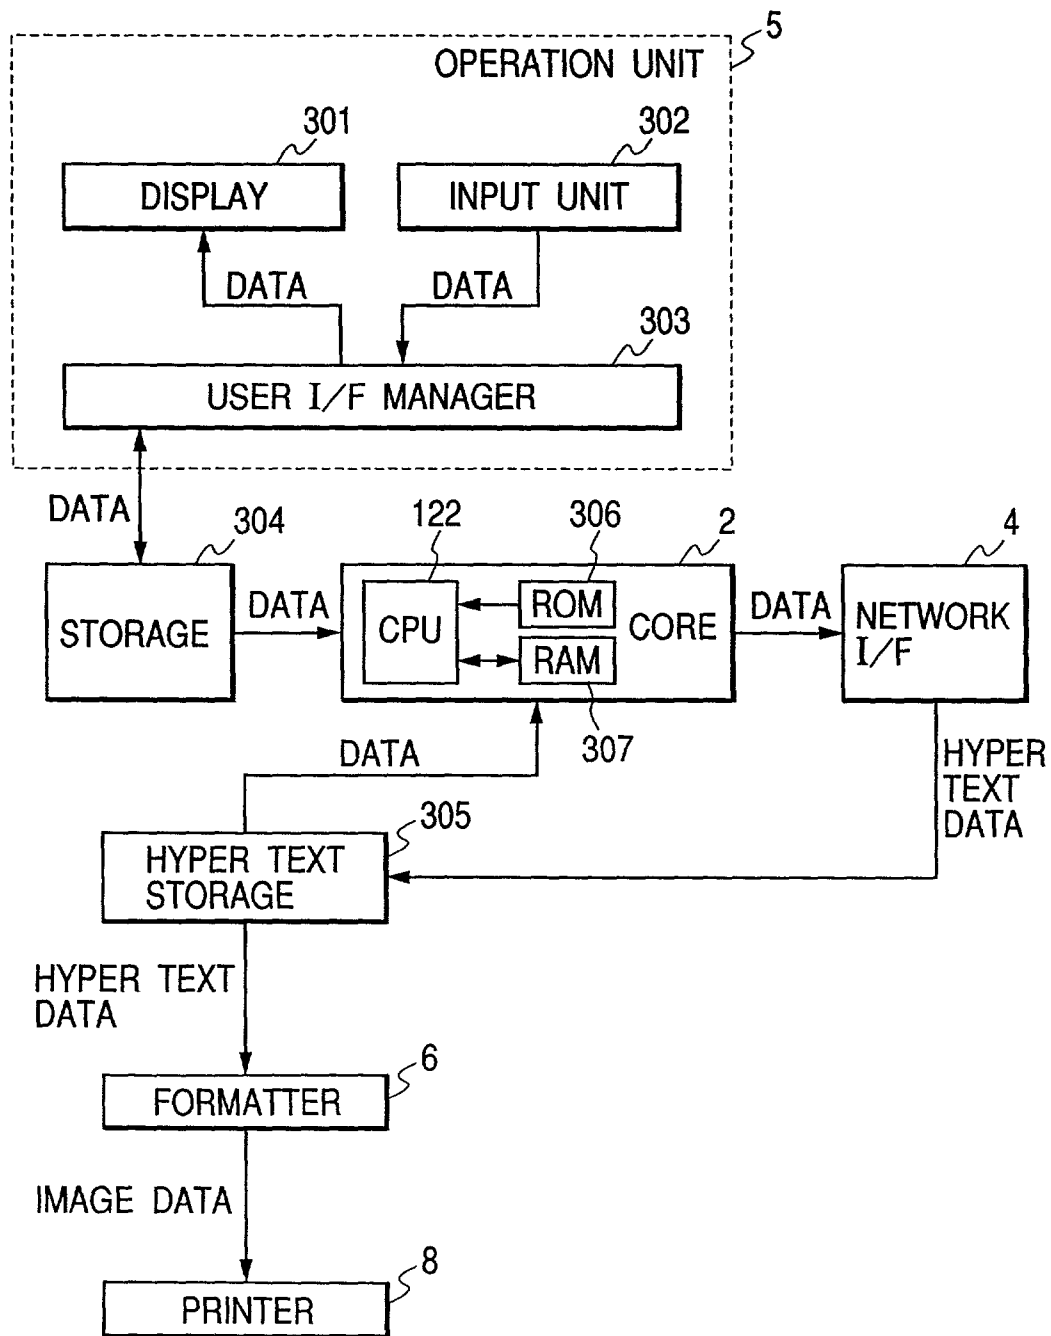 5
OPERATION UNIT
301
302
DISPLAY
INPUT UNIT
DATA
DATA
303
USER I/F MANAGER
DATA
304
122
306
2
4
STORAGE
DATA
CPU
ROM
RAM
CORE
DATA
NETWORK
I/F
307
DATA
HYPER
TEXT
DATA
305
HYPER TEXT
STORAGE
HYPER TEXT
DATA
6
FORMATTER
IMAGE DATA
8
PRINTER